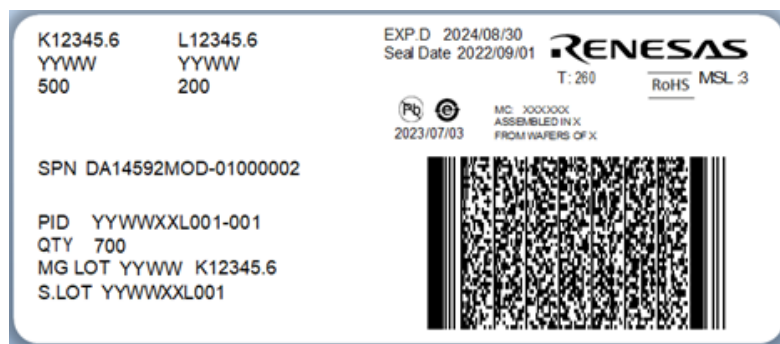 K12345.6 L12345.6
YYWW YYWW
500 200
EXP.D 2024/08/30
Seal Date 2022/09/01
RENESAS
T: 260 RoHS MSL :3
Pb e
2023/07/03
MC: XXXXXX
ASSEMBLED IN X
FROM WAFERS OF X
SPN DA14592MOD-01000002
PID YYWWXXL001-001
QTY 700
MG LOT YYWW K12345.6
S.LOT YYWWXXL001